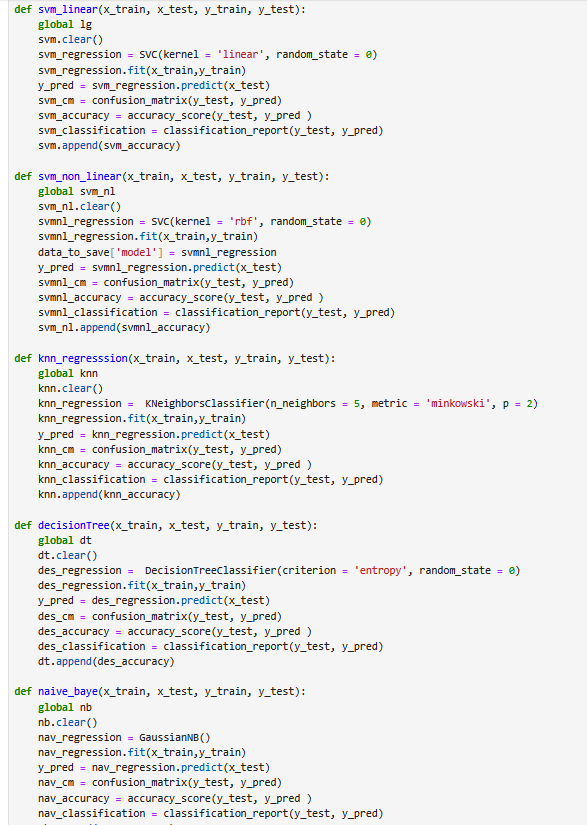 def svm_linear(x_train, x_test, y_train, y_test):
    global lg
    svm.clear()
    svm_regression = SVC(kernel = 'linear', random_state = 0)
    svm_regression.fit(x_train,y_train)
    y_pred = svm_regression.predict(x_test)
    svm_cm = confusion_matrix(y_test, y_pred)
    svm_accuracy = accuracy_score(y_test, y_pred )
    svm_classification = classification_report(y_test, y_pred)
    svm.append(svm_accuracy)

def svm_non_linear(x_train, x_test, y_train, y_test):
    global svm_nl
    svm_nl.clear()
    svmnl_regression = SVC(kernel = 'rbf', random_state = 0)
    svmnl_regression.fit(x_train,y_train)
    data_to_save['model'] = svmnl_regression
    y_pred = svmnl_regression.predict(x_test)
    svmnl_cm = confusion_matrix(y_test, y_pred)
    svmnl_accuracy = accuracy_score(y_test, y_pred )
    svmnl_classification = classification_report(y_test, y_pred)
    svm_nl.append(svmnl_accuracy)

def knn_regresssion(x_train, x_test, y_train, y_test):
    global knn
    knn.clear()
    knn_regression =  KNeighborsClassifier(n_neighbors = 5, metric = 'minkowski', p = 2)
    knn_regression.fit(x_train,y_train)
    y_pred = knn_regression.predict(x_test)
    knn_cm = confusion_matrix(y_test, y_pred)
    knn_accuracy = accuracy_score(y_test, y_pred )
    knn_classification = classification_report(y_test, y_pred)
    knn.append(knn_accuracy)

def decisionTree(x_train, x_test, y_train, y_test):
    global dt
    dt.clear()
    des_regression =  DecisionTreeClassifier(criterion = 'entropy', random_state = 0)
    des_regression.fit(x_train,y_train)
    y_pred = des_regression.predict(x_test)
    des_cm = confusion_matrix(y_test, y_pred)
    des_accuracy = accuracy_score(y_test, y_pred )
    des_classification = classification_report(y_test, y_pred)
    dt.append(des_accuracy)

def naive_baye(x_train, x_test, y_train, y_test):
    global nb
    nb.clear()
    nav_regression = GaussianNB()
    nav_regression.fit(x_train,y_train)
    y_pred = nav_regression.predict(x_test)
    nav_cm = confusion_matrix(y_test, y_pred)
    nav_accuracy = accuracy_score(y_test, y_pred )
    nav_classification = classification_report(y_test, y_pred)